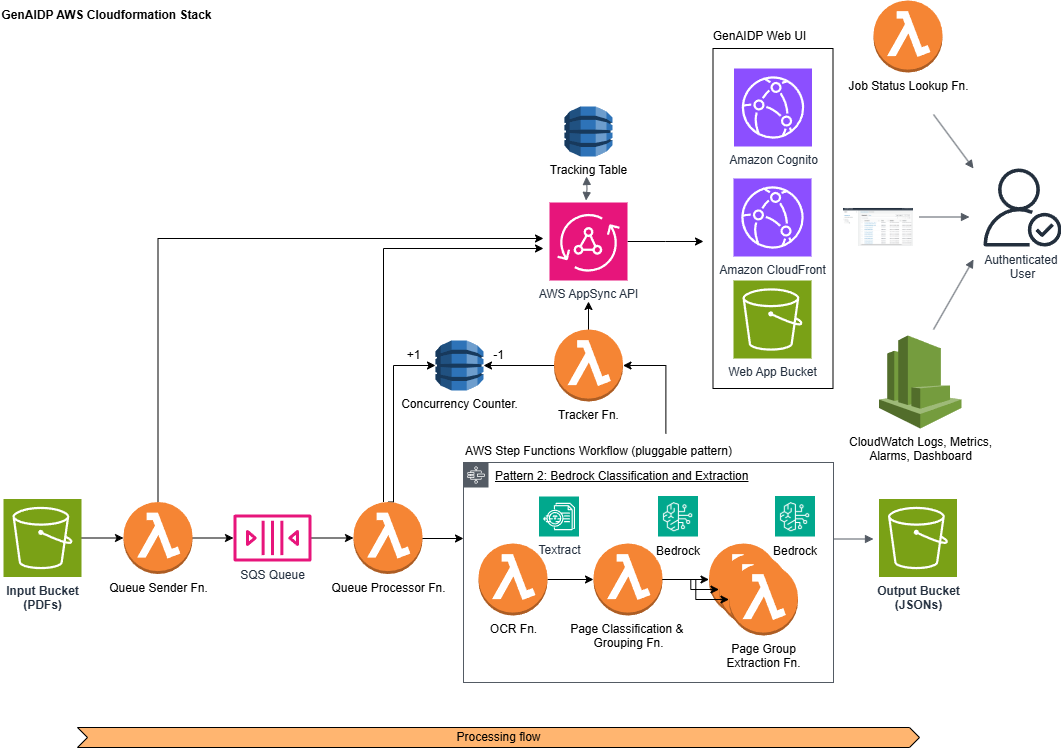 GenAIDP AWS Cloudformation Stack
GenAIDP Web UI
Job Status Lookup Fn.
Amazon Cognito
Tracking Table
Amazon CloudFront
Authenticated
User
AWS AppSync API
+1
-1
Web App Bucket
Concurrency Counter.
Tracker Fn.
CloudWatch Logs, Metrics,
Alarms, Dashboard
AWS Step Functions Workflow (pluggable pattern)
Pattern 2: Bedrock Classification and Extraction
Textract
Bedrock
Bedrock
Input Bucket
(PDFs)
Queue Sender Fn.
SQS Queue
Queue Processor Fn.
OCR Fn.
Page Classification &
Grouping Fn.
Page Group
Extraction Fn.
Output Bucket
(JSONs)
Processing flow